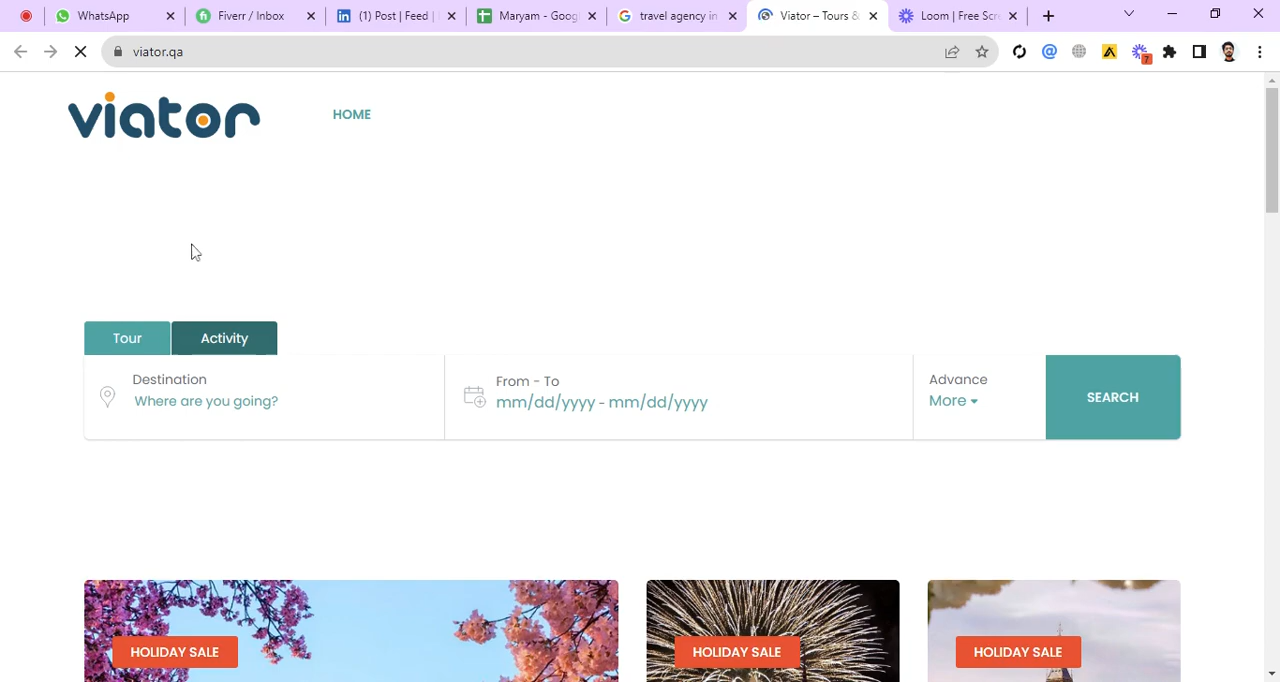 WhatsApp
Fiverr / Inbox
(1) Post | Feed |
Maryam - Goog
travel agency in
Viator – Tours &
Loom | Free Scre
viator.qa
7
viator
HOME
Tour
Activity
Destination
Where are you going?
From - To
mm/dd/yyyy - mm/dd/yyyy
Advance
More
SEARCH
HOLIDAY SALE
HOLIDAY SALE
HOLIDAY SALE